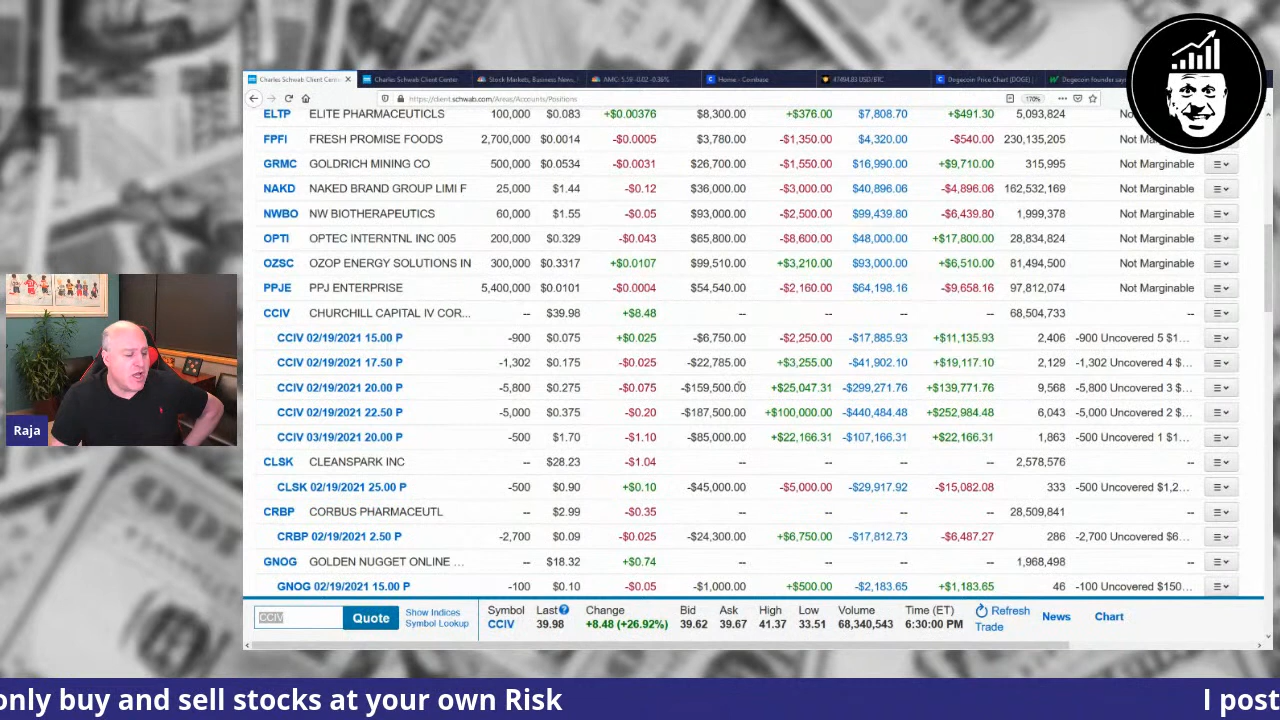 Charles Schwab Client Cente × Charles Schwab Client Center Stock Markets, Business News, AMC: 5.19 -0.02 -0.36% Home - Coinbase USD/BTC Dogecoin Price Chart (DOGE) Dogecoin founder say
https://client.schwab.com/Areas/Accounts/Positions 170%
ELTP ELITE PHARMACEUTICLS 100,000 $0.083 +$0.00376 $8,300.00 +$376.00 $7,808.70 +$491.30 5,093,824
FPFI FRESH PROMISE FOODS $0.0014 -$0.0005 $3,780.00 -$1,350.00 $4,320.00 -$540.00 230,135,205 Not Marginable
GRMC GOLDRICH MINING CO 500,000 $0.0534 -$0.0031 $26,700.00 -$1,550.00 $16,990.00 +$9,710.00 315,995 Not Marginable
NAKD NAKED BRAND GROUP LIMI F 25,000 $1.44 -$0.12 $36,000.00 -$3,000.00 $40,896.06 -$4,896.06 162,532,169 Not Marginable
NWBO NW BIOTHERAPEUTICS 60,000 $1.55 -$0.05 $93,000.00 -$2,500.00 $99,439.80 -$6,439.80 1,999,378 Not Marginable
OPTI OPTEC INTERNTNL INC 005 200,000 $0.329 -$0.043 $65,800.00 -$8,600.00 $48,000.00 +$17,800.00 28,834,824 Not Marginable
OZSC OZOP ENERGY SOLUTIONS IN 300,000 $0.3317 +$0.0107 $99,510.00 +$3,210.00 $93,000.00 +$6,510.00 81,494,500 Not Marginable
PPJE PPJ ENTERPRISE 5,400,000 $0.0101 -$0.0004 $54,540.00 -$2,160.00 $64,198.16 -$9,658.16 97,812,074 Not Marginable
CCIV CHURCHILL CAPITAL IV COR... -- $39.98 +$8.48 -- -- -- -- 68,504,733 --
CCIV 02/19/2021 15.00 P -900 $0.075 +$0.025 -$6,750.00 -$2,250.00 -$17,885.93 +$11,135.93 2,406 -900 Uncovered 5 $1...
CCIV 02/19/2021 17.50 P -1,302 $0.175 -$0.025 -$22,785.00 +$3,255.00 -$41,902.10 +$19,117.10 2,129 -1,302 Uncovered 4 $...
CCIV 02/19/2021 20.00 P -5,800 $0.275 -$0.075 -$159,500.00 +$25,047.31 -$299,271.76 +$139,771.76 9,568 -5,800 Uncovered 3 $...
CCIV 02/19/2021 22.50 P -5,000 $0.375 -$0.20 -$187,500.00 +$100,000.00 -$440,484.48 +$252,984.48 6,043 -5,000 Uncovered 2 $...
CCIV 03/19/2021 20.00 P -500 $1.70 -$1.10 -$85,000.00 +$22,166.31 -$107,166.31 +$22,166.31 1,863 -500 Uncovered 1 $1...
CLSK CLEANSPARK INC -- $28.23 -$1.04 -- -- -- -- 2,578,576 --
CLSK 02/19/2021 25.00 P -500 $0.90 +$0.10 -$45,000.00 -$5,000.00 -$29,917.92 -$15,082.08 333 -500 Uncovered $1,2...
CRBP CORBUS PHARMACEUTL -- $2.99 -$0.35 -- -- -- -- 28,509,841 --
CRBP 02/19/2021 2.50 P -2,700 $0.09 -$0.025 -$24,300.00 +$6,750.00 -$17,812.73 -$6,487.27 286 -2,700 Uncovered $6...
GNOG GOLDEN NUGGET ONLINE ... -- $18.32 +$0.74 -- -- -- -- 1,968,498 --
GNOG 02/19/2021 15.00 P -100 $0.10 -$0.05 -$1,000.00 +$500.00 -$2,183.65 +$1,183.65 46 -100 Uncovered $150...
Raja
CCIV Quote Show Indices Symbol Last Change Bid Ask High Low Volume Time (ET) Refresh News Chart
Symbol Lookup CCIV 39.98 +8.48 (+26.92%) 39.62 39.67 41.37 33.51 68,340,543 6:30:00 PM Trade
only buy and sell stocks at your own Risk I post